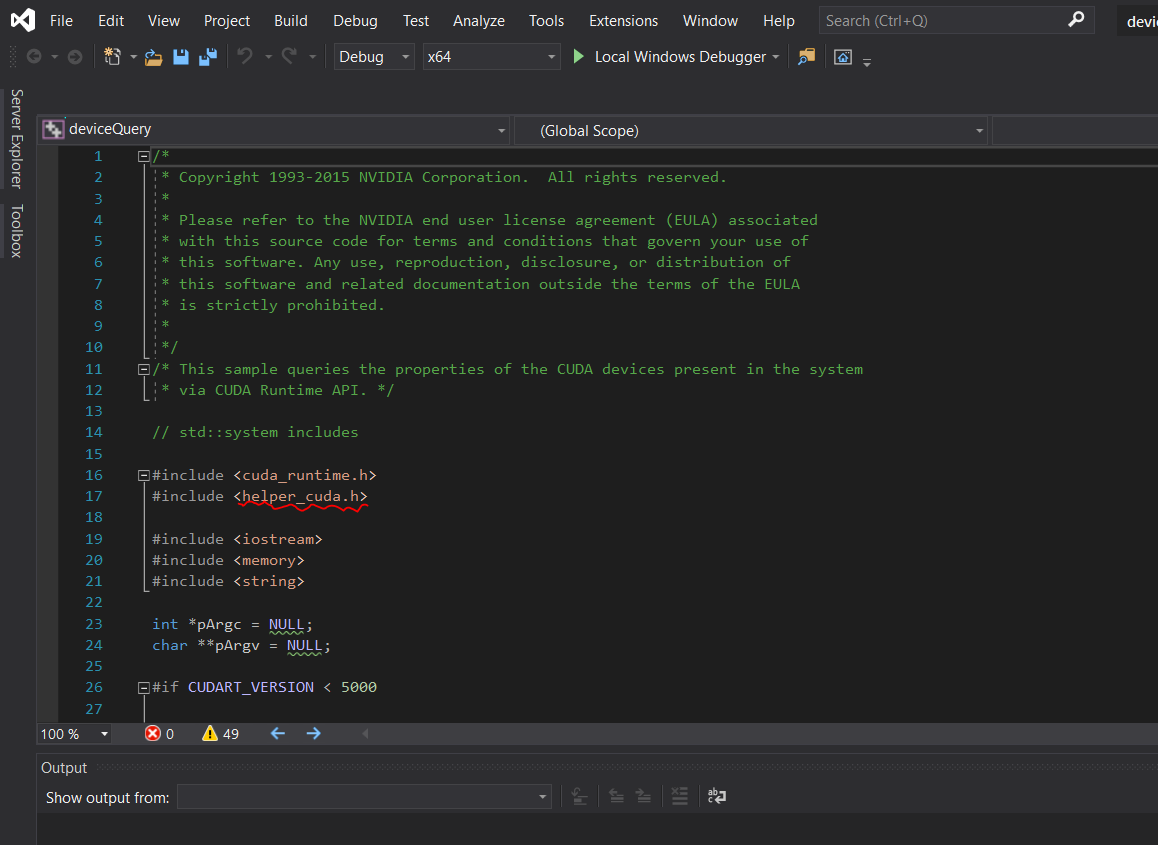 File Edit View Project Build Debug Test Analyze Tools Extensions Window Help Search (Ctrl+Q)
Debug x64 Local Windows Debugger
Server Explorer
Toolbox
deviceQuery (Global Scope)
1 /*
2 * Copyright 1993-2015 NVIDIA Corporation.  All rights reserved.
3 *
4 * Please refer to the NVIDIA end user license agreement (EULA) associated
5 * with this source code for terms and conditions that govern your use of
6 * this software. Any use, reproduction, disclosure, or distribution of
7 * this software and related documentation outside the terms of the EULA
8 * is strictly prohibited.
9 *
10 */
11 /* This sample queries the properties of the CUDA devices present in the system
12 * via CUDA Runtime API. */
13
14 // std::system includes
15
16 #include <cuda_runtime.h>
17 #include <helper_cuda.h>
18
19 #include <iostream>
20 #include <memory>
21 #include <string>
22
23 int *pArgc = NULL;
24 char **pArgv = NULL;
25
26 #if CUDART_VERSION < 5000
27
100 % 0 49
Output
Show output from: